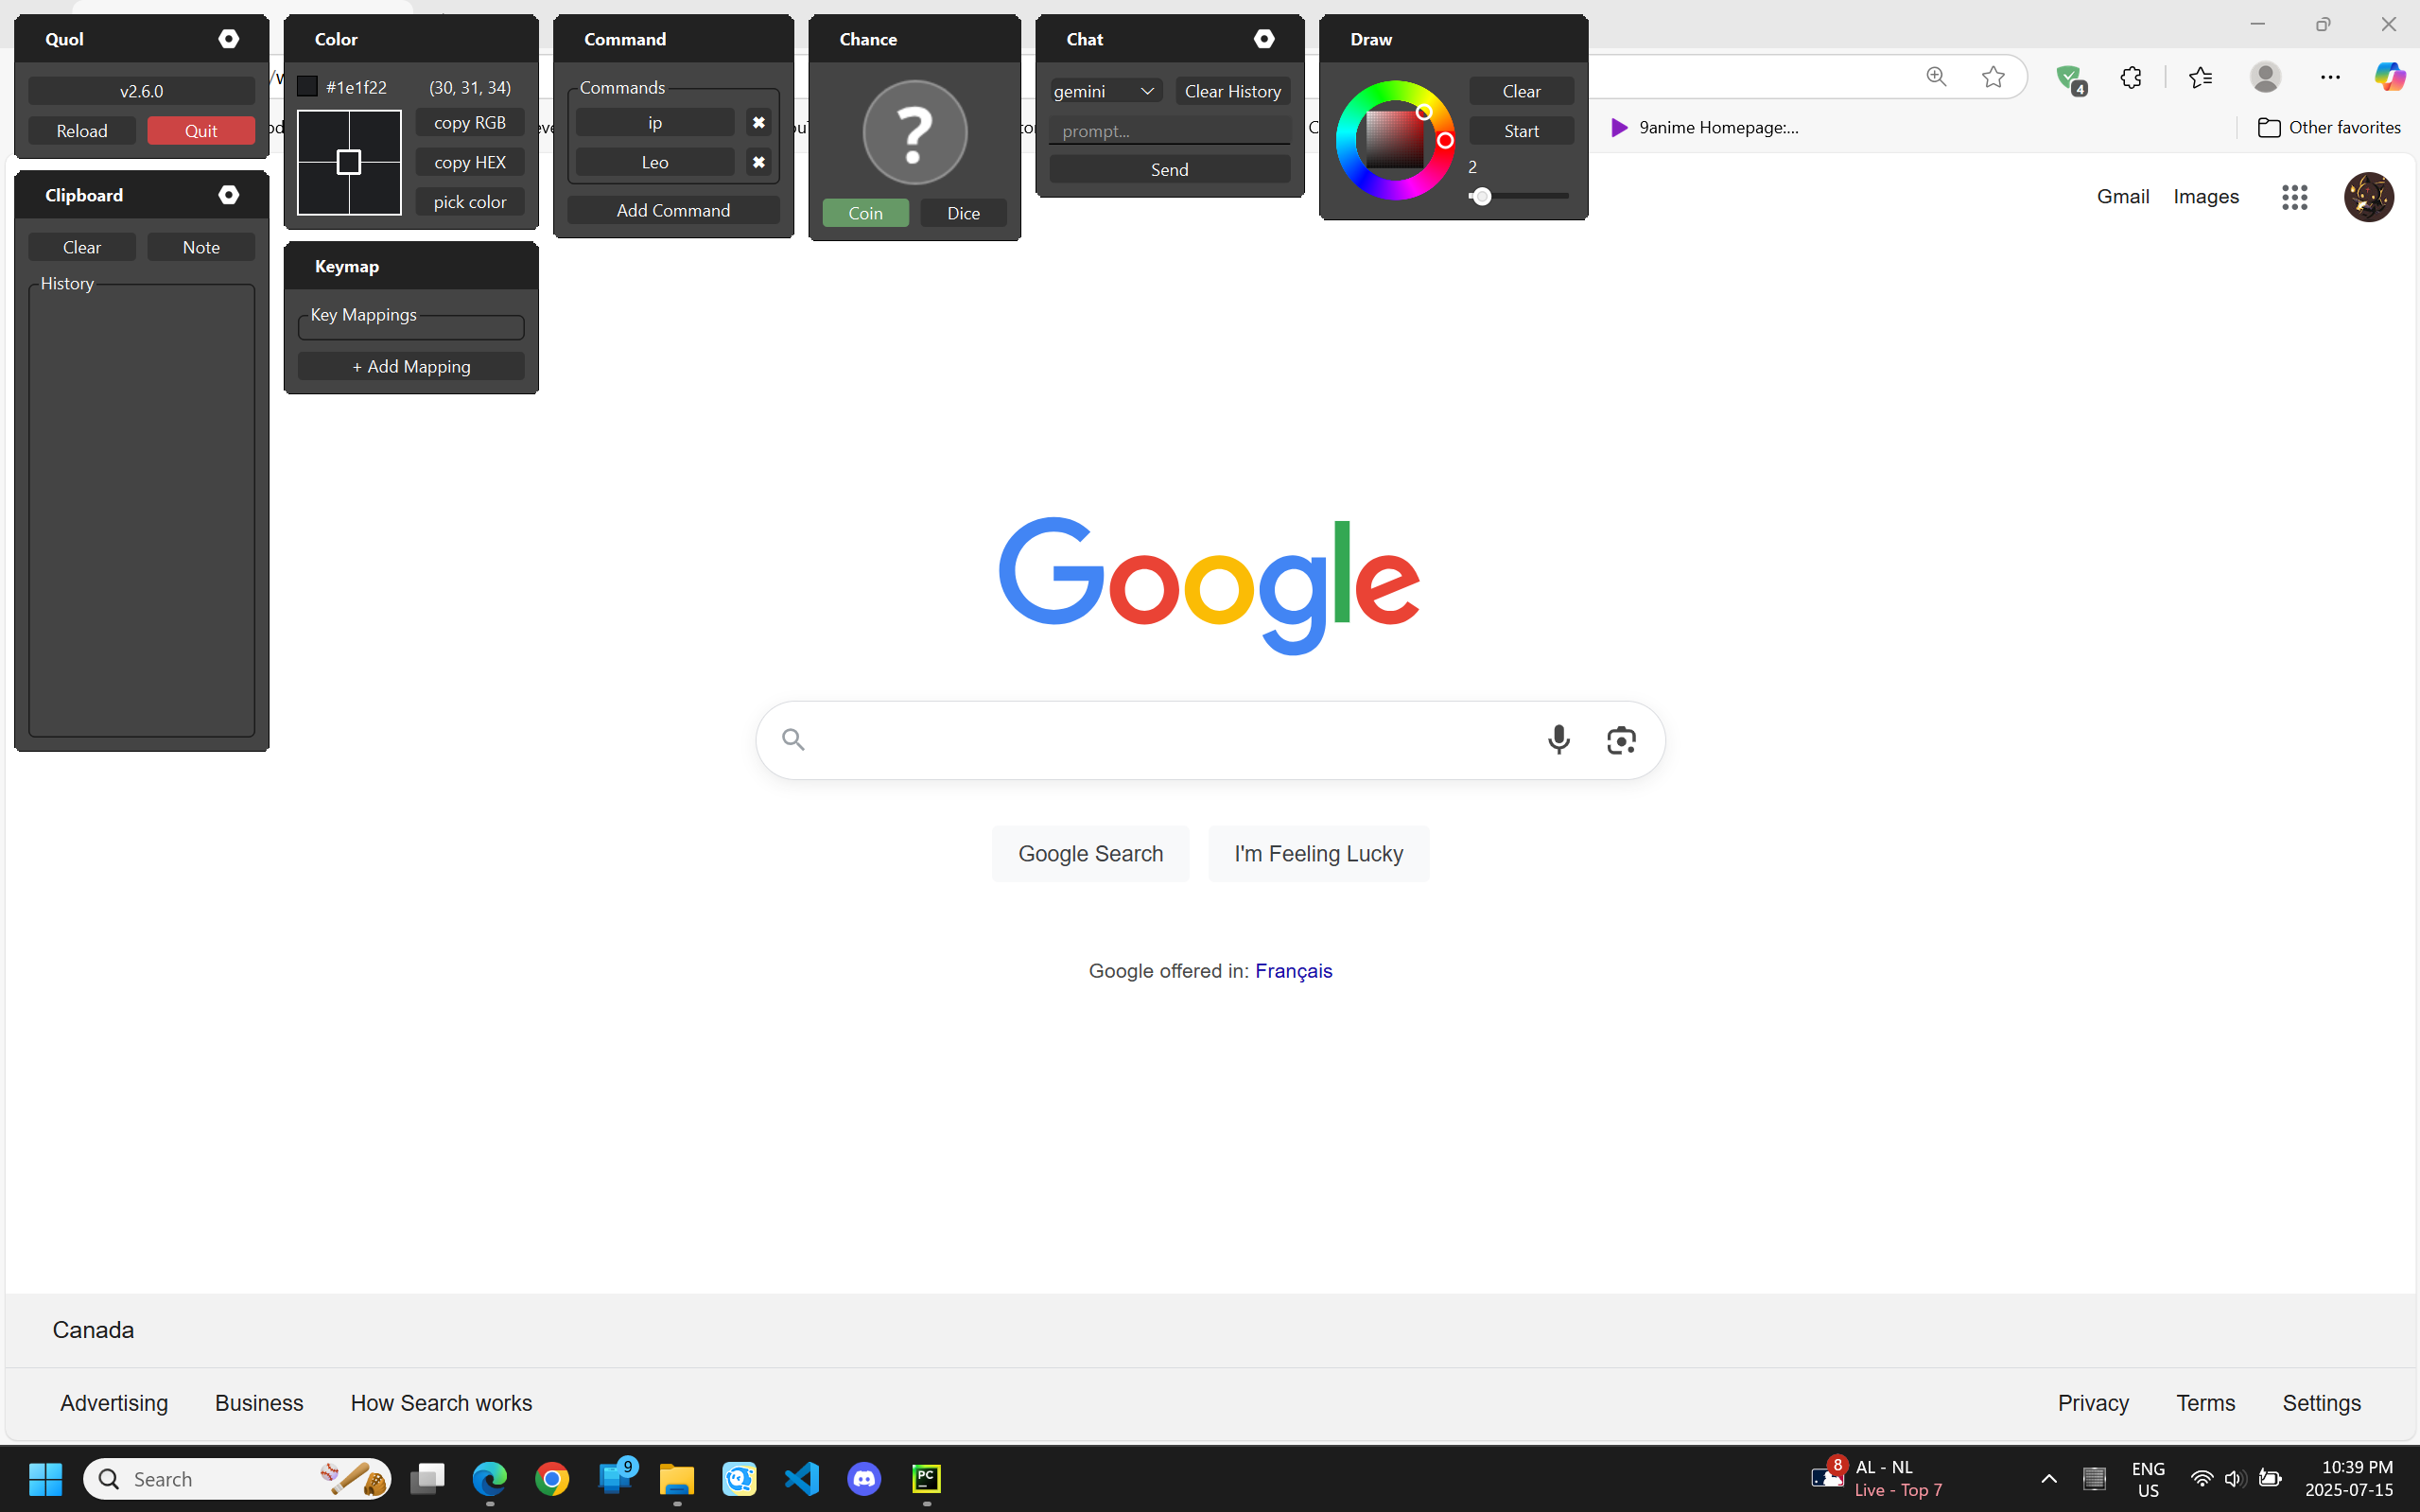 Quol
v2.6.0
Reload
Quit
Clipboard
Clear
Note
History
Color
#1e1f22
(30, 31, 34)
copy RGB
copy HEX
pick color
Keymap
Key Mappings
+ Add Mapping
Command
Commands
ip
✖
Leo
✖
Add Command
Chance
?
Coin
Dice
Chat
gemini
Clear History
prompt...
Send
Draw
Clear
Start
2
4
9anime Homepage:...
Other favorites
Gmail
Images
Google
Google Search
I'm Feeling Lucky
Google offered in: Français
Canada
Advertising
Business
How Search works
Privacy
Terms
Settings
Search
9
PC
8
AL - NL
Live - Top 7
ENG
US
10:39 PM
2025-07-15